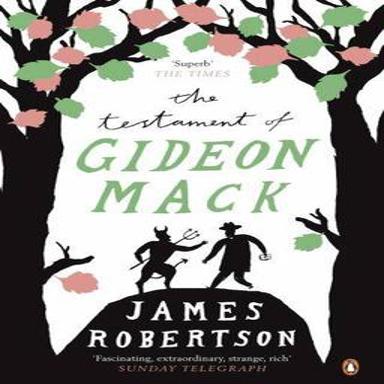 'Superb'
THE TIMES
the
testament of
GIDEON
MACK
JAMES
ROBERTSON
'Fascinating, extraordinary, strange, rich'
SUNDAY TELEGRAPH